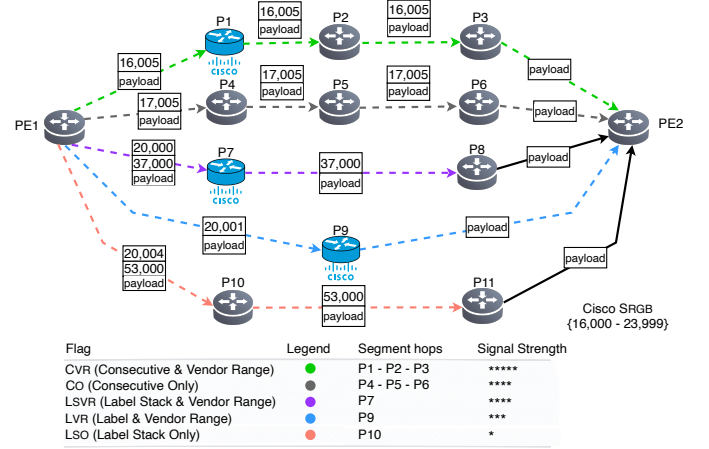 P1
16,005
payload
P2
16,005
payload
P3
CISCO
16,005
payload
payload
P4
17,005
payload
P5
17,005
payload
P6
17,005
payload
payload
PE1
PE2
20,000
37,000
payload
P7
CISCO
37,000
payload
P8
payload
20,001
payload
P9
CISCO
payload
20,004
53,000
payload
P10
53,000
payload
P11
payload
Cisco SRGB
{16,000 - 23,999}
Flag Legend Segment hops Signal Strength
CVR (Consecutive & Vendor Range) P1 - P2 - P3 *****
CO (Consecutive Only) P4 - P5 - P6 ****
LSVR (Label Stack & Vendor Range) P7 ****
LVR (Label & Vendor Range) P9 ***
LSO (Label Stack Only) P10 *